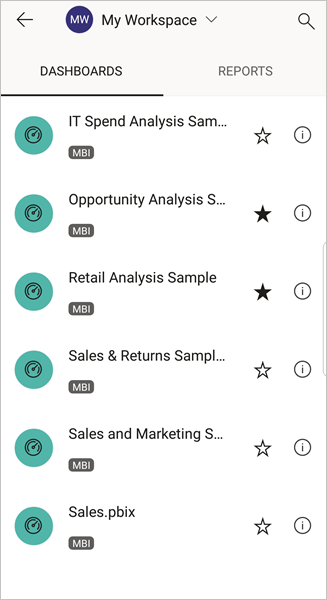 MW My Workspace
DASHBOARDS REPORTS
IT Spend Analysis Sam...
MBI
Opportunity Analysis S...
MBI
Retail Analysis Sample
MBI
Sales & Returns Sampl...
MBI
Sales and Marketing S...
MBI
Sales.pbix
MBI